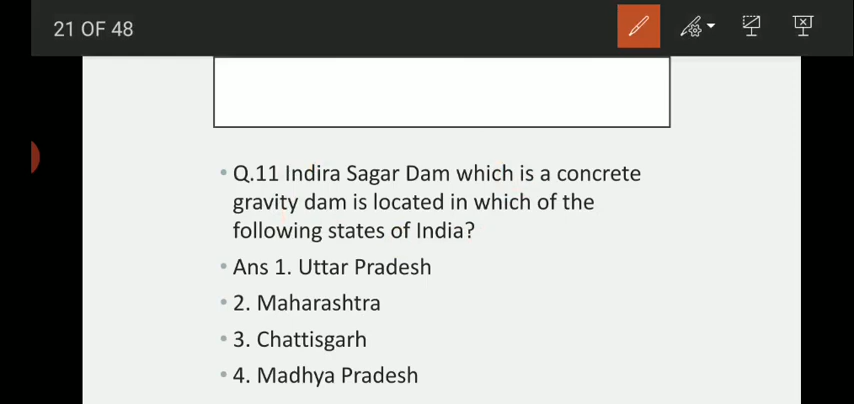 21 OF 48
• Q.11 Indira Sagar Dam which is a concrete
gravity dam is located in which of the
following states of India?
• Ans 1. Uttar Pradesh
• 2. Maharashtra
• 3. Chattisgarh
• 4. Madhya Pradesh